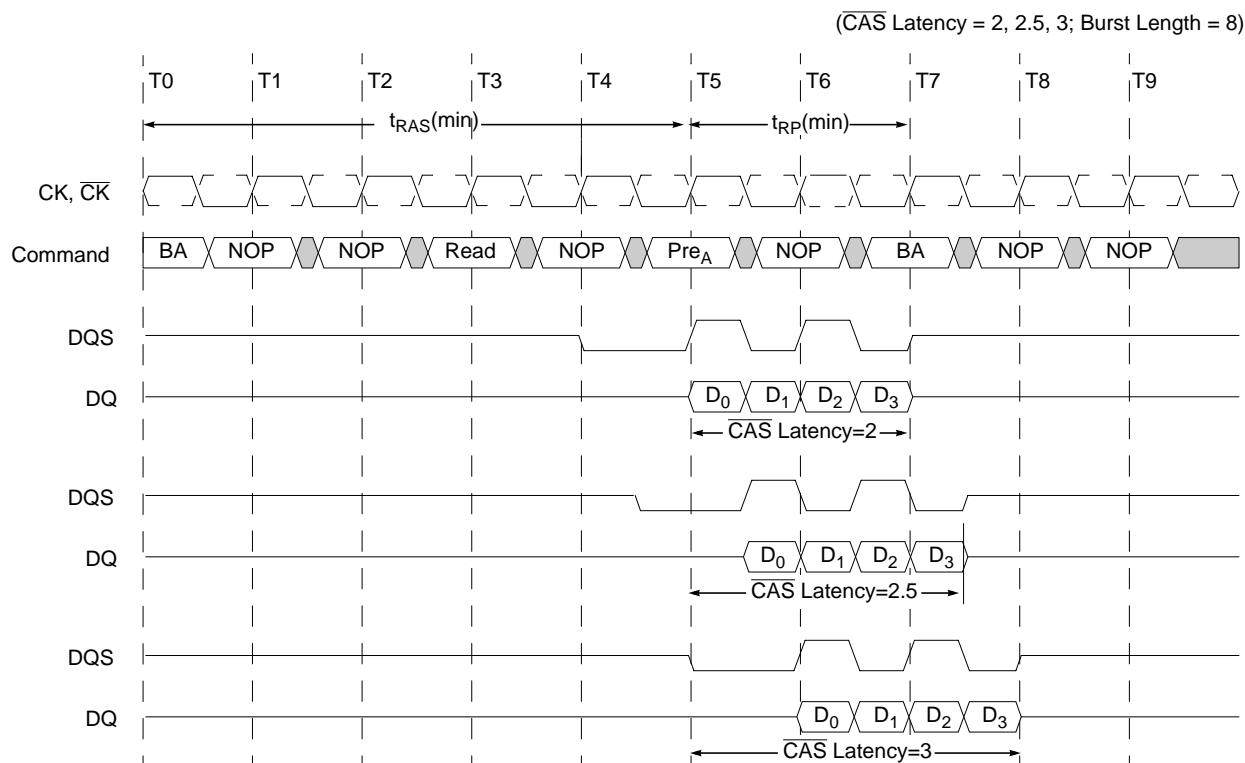 (CAS Latency = 2, 2.5, 3; Burst Length = 8)
T0 T1 T2 T3 T4 T5 T6 T7 T8 T9
tRAS(min) tRP(min)
CK, CK
Command BA NOP NOP Read NOP PreA NOP BA NOP NOP
DQS
DQ D0 D1 D2 D3
CAS Latency=2
DQS
DQ D0 D1 D2 D3
CAS Latency=2.5
DQS
DQ D0 D1 D2 D3
CAS Latency=3